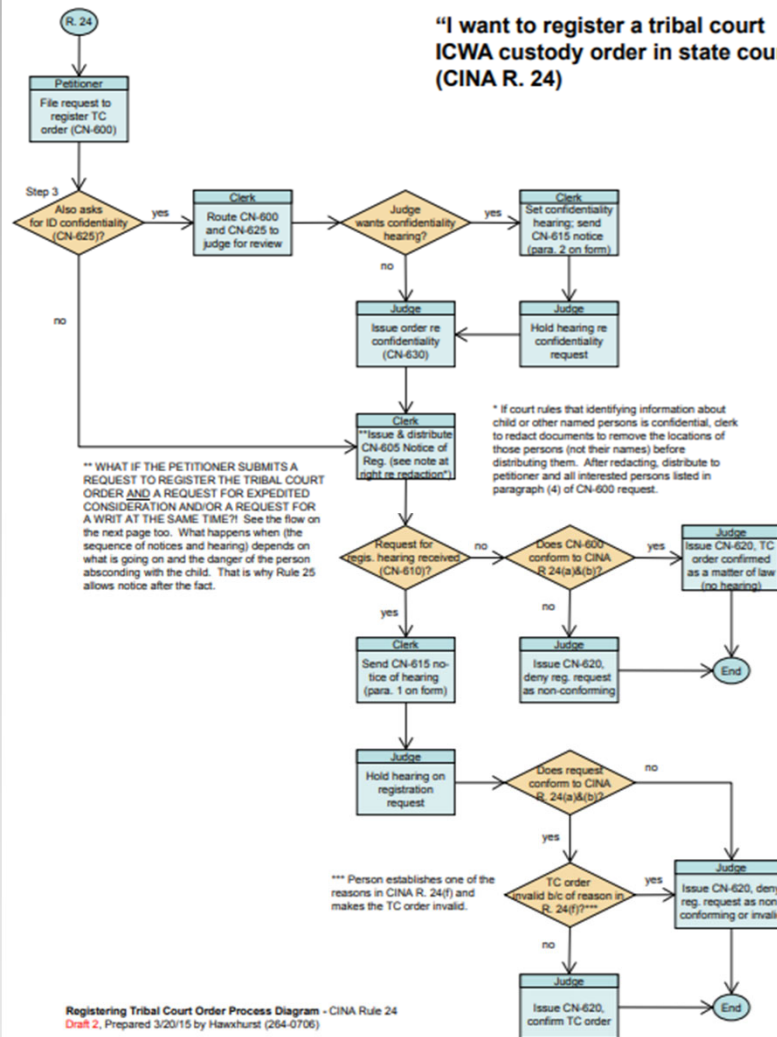 R. 24
“I want to register a tribal court
ICWA custody order in state cou
(CINA R. 24)
Petitioner
File request to
register TC
order (CN-600)
Step 3
Also asks
for ID confidentiality
(CN-625)?
yes
Clerk
Route CN-600
and CN-625 to
judge for review
Judge
wants confidentiality
hearing?
yes
Clerk
Set confidentiality
hearing; send
CN-615 notice
(para. 2 on form)
no
no
Judge
Issue order re
confidentiality
(CN-630)
Judge
Hold hearing re
confidentiality
request
Clerk
**Issue & distribute
CN-605 Notice of
Reg. (see note at
right re redaction*)
* If court rules that identifying information about
child or other named persons is confidential, clerk
to redact documents to remove the locations of
those persons (not their names) before
distributing them. After redacting, distribute to
petitioner and all interested persons listed in
paragraph (4) of CN-600 request.
** WHAT IF THE PETITIONER SUBMITS A
REQUEST TO REGISTER THE TRIBAL COURT
ORDER AND A REQUEST FOR EXPEDITED
CONSIDERATION AND/OR A REQUEST FOR
A WRIT AT THE SAME TIME?! See the flow on
the next page too. What happens when (the
sequence of notices and hearing) depends on
what is going on and the danger of the person
absconding with the child. That is why Rule 25
allows notice after the fact.
Request for
regis. hearing received
(CN-610)?
no
Does CN-600
conform to CINA
R 24(a)&(b)?
yes
Judge
Issue CN-620, TC
order confirmed
as a matter of law
(no hearing)
yes
no
Clerk
Send CN-615 no-
tice of hearing
(para. 1 on form)
Judge
Issue CN-620,
deny reg. request
as non-conforming
End
Judge
Hold hearing on
registration
request
Does request
conform to CINA
R. 24(a)&(b)?
no
yes
*** Person establishes one of the
reasons in CINA R. 24(f) and
makes the TC order invalid.
TC order
invalid b/c of reason in
R. 24(f)?***
yes
Judge
Issue CN-620, deny
reg. request as non
conforming or invali
no
Judge
Issue CN-620,
confirm TC order
End
Registering Tribal Court Order Process Diagram - CINA Rule 24
Draft 2, Prepared 3/20/15 by Hawxhurst (264-0706)